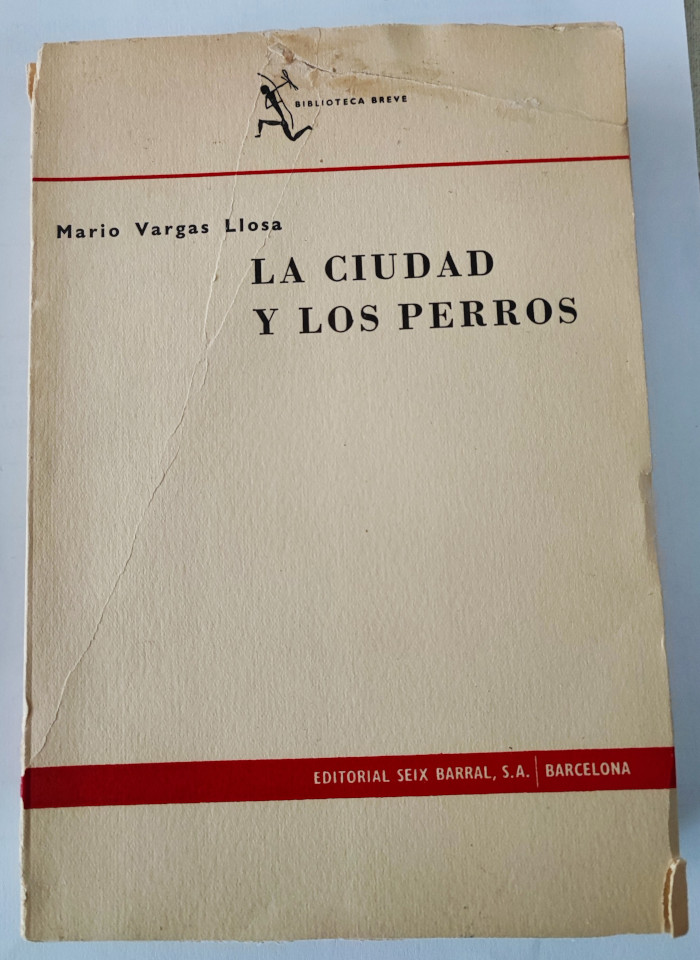 BIBLIOTECA BREVE
Mario Vargas Llosa
LA CIUDAD
Y LOS PERROS
EDITORIAL SEIX BARRAL, S.A. | BARCELONA